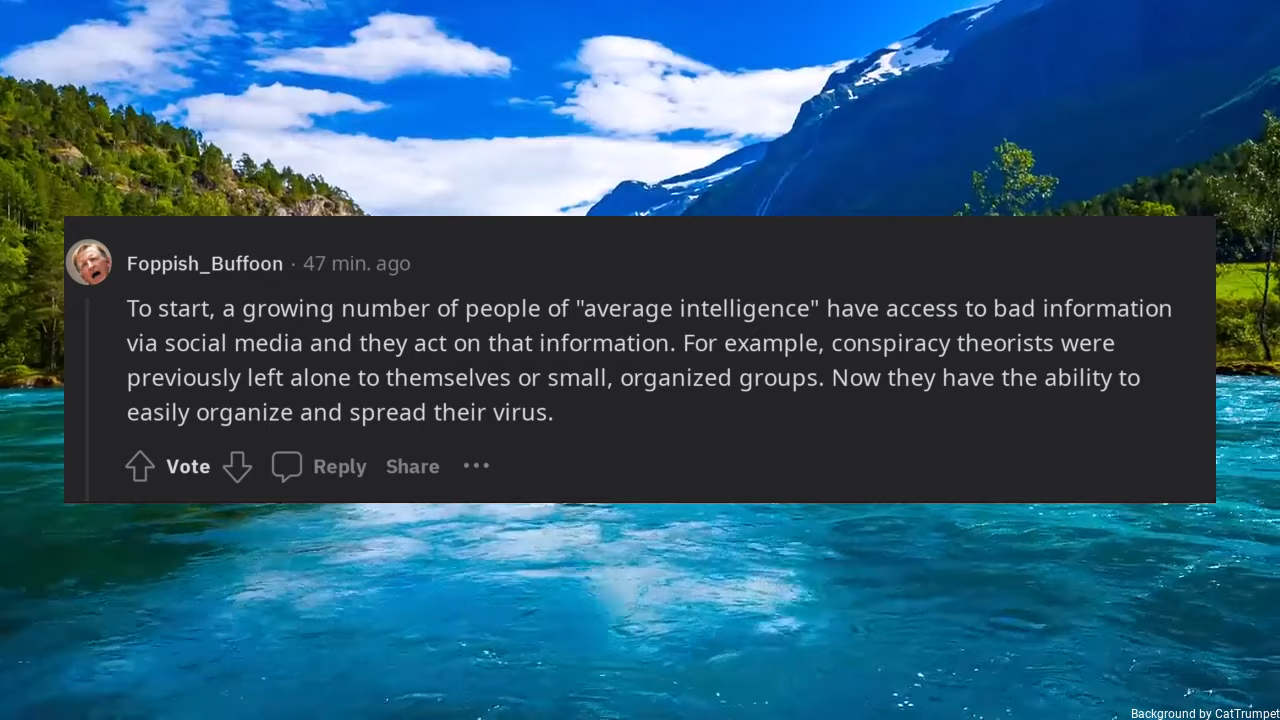 Foppish_Buffoon · 47 min. ago
To start, a growing number of people of "average intelligence" have access to bad information
via social media and they act on that information. For example, conspiracy theorists were
previously left alone to themselves or small, organized groups. Now they have the ability to
easily organize and spread their virus.
Vote Reply Share ...
Background by CatTrumpet